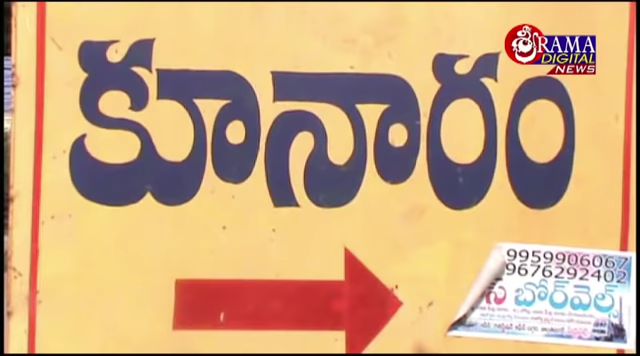 శ్రీ RAMA
DIGITAL
NEWS
కూనారం
9959906067
9676292402
బోర్‌వెల్స్